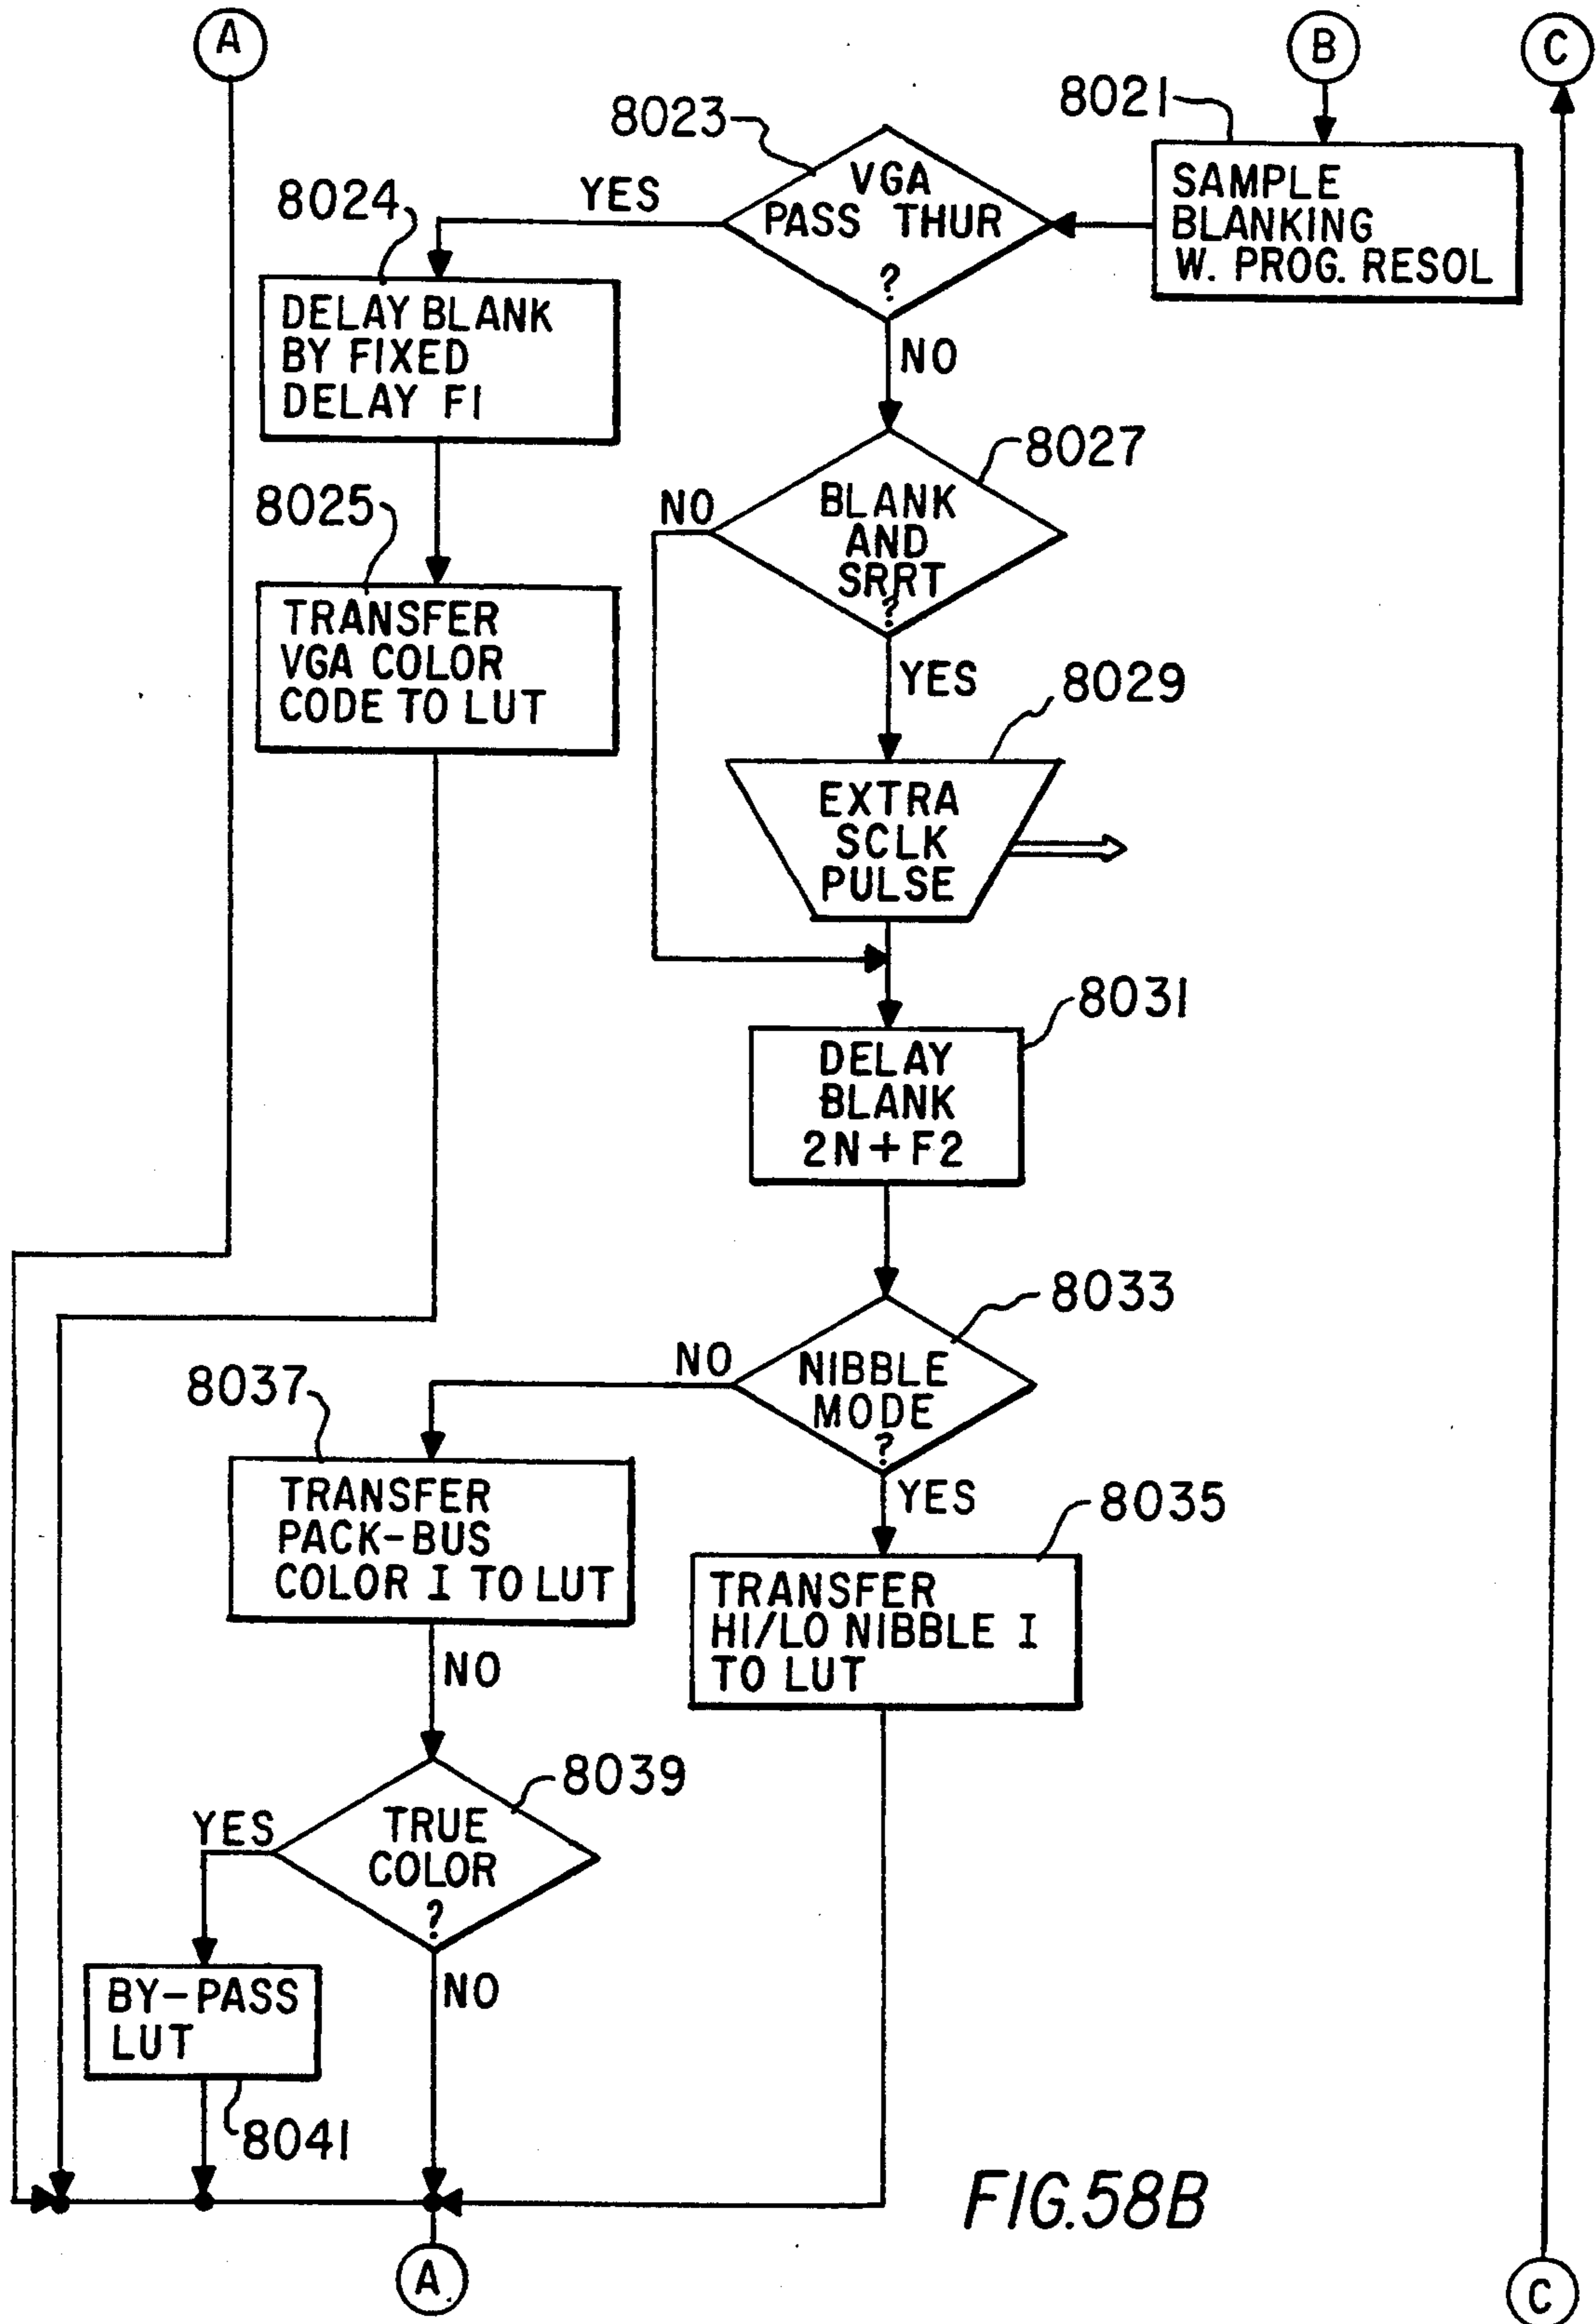 A
B
C
8021
8023
VGA
PASS THUR
?
YES
NO
SAMPLE
BLANKING
W. PROG. RESOL
8024
DELAY BLANK
BY FIXED
DELAY F1
8027
NO
BLANK
AND
SRRT
?
YES
8025
TRANSFER
VGA COLOR
CODE TO LUT
8029
EXTRA
SCLK
PULSE
8031
DELAY
BLANK
2N+F2
8033
NO
NIBBLE
MODE
?
YES
8037
TRANSFER
PACK-BUS
COLOR I TO LUT
NO
8035
TRANSFER
HI/LO NIBBLE I
TO LUT
8039
YES
TRUE
COLOR
?
NO
BY-PASS
LUT
8041
FIG.58B
A
C